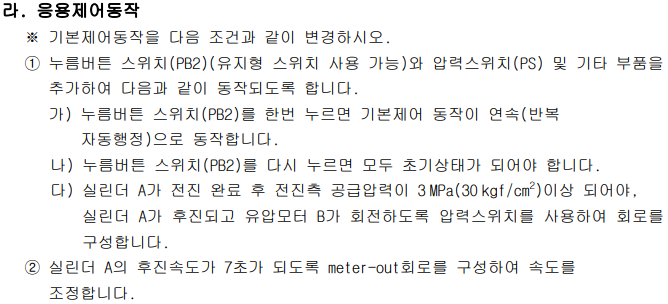 라. 응용제어동작
※ 기본제어동작을 다음 조건과 같이 변경하시오.
① 누름버튼 스위치(PB2)(유지형 스위치 사용 가능)와 압력스위치(PS) 및 기타 부품을
추가하여 다음과 같이 동작되도록 합니다.
가) 누름버튼 스위치(PB2)를 한번 누르면 기본제어 동작이 연속(반복
자동행정)으로 동작합니다.
나) 누름버튼 스위치(PB2)를 다시 누르면 모두 초기상태가 되어야 합니다.
다) 실린더 A가 전진 완료 후 전진측 공급압력이 3 MPa(30 kgf/cm²)이상 되어야,
실린더 A가 후진되고 유압모터 B가 회전하도록 압력스위치를 사용하여 회로를
구성합니다.
② 실린더 A의 후진속도가 7초가 되도록 meter-out회로를 구성하여 속도를
조정합니다.